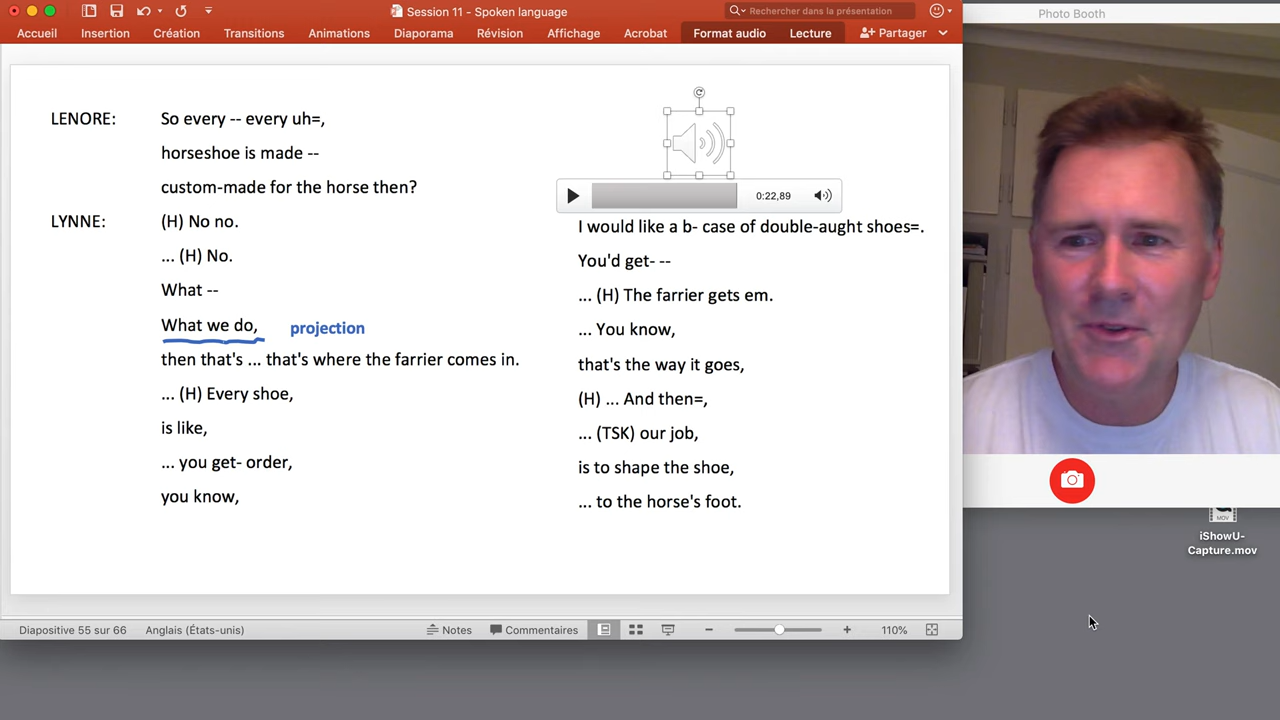 Session 11 - Spoken language
Rechercher dans la présentation
Photo Booth
Accueil Insertion Création Transitions Animations Diaporama Révision Affichage Acrobat Format audio Lecture Partager
LENORE: So every -- every uh=,
horseshoe is made --
custom-made for the horse then?
LYNNE: (H) No no.
... (H) No.
What --
What we do, projection
then that's ... that's where the farrier comes in.
... (H) Every shoe,
is like,
... you get- order,
you know,
0:22,89
I would like a b- case of double-aught shoes=.
You'd get- --
... (H) The farrier gets em.
... You know,
that's the way it goes,
(H) ... And then=,
... (TSK) our job,
is to shape the shoe,
... to the horse's foot.
MOV
iShowU-
Capture.mov
Diapositive 55 sur 66 Anglais (États-unis) Notes Commentaires 110%